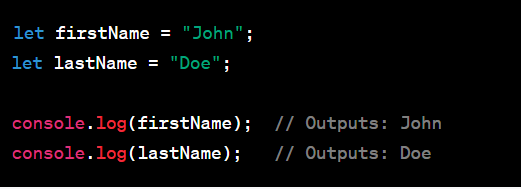 let firstName = "John";
let lastName = "Doe";
console.log(firstName);  // Outputs: John
console.log(lastName);   // Outputs: Doe